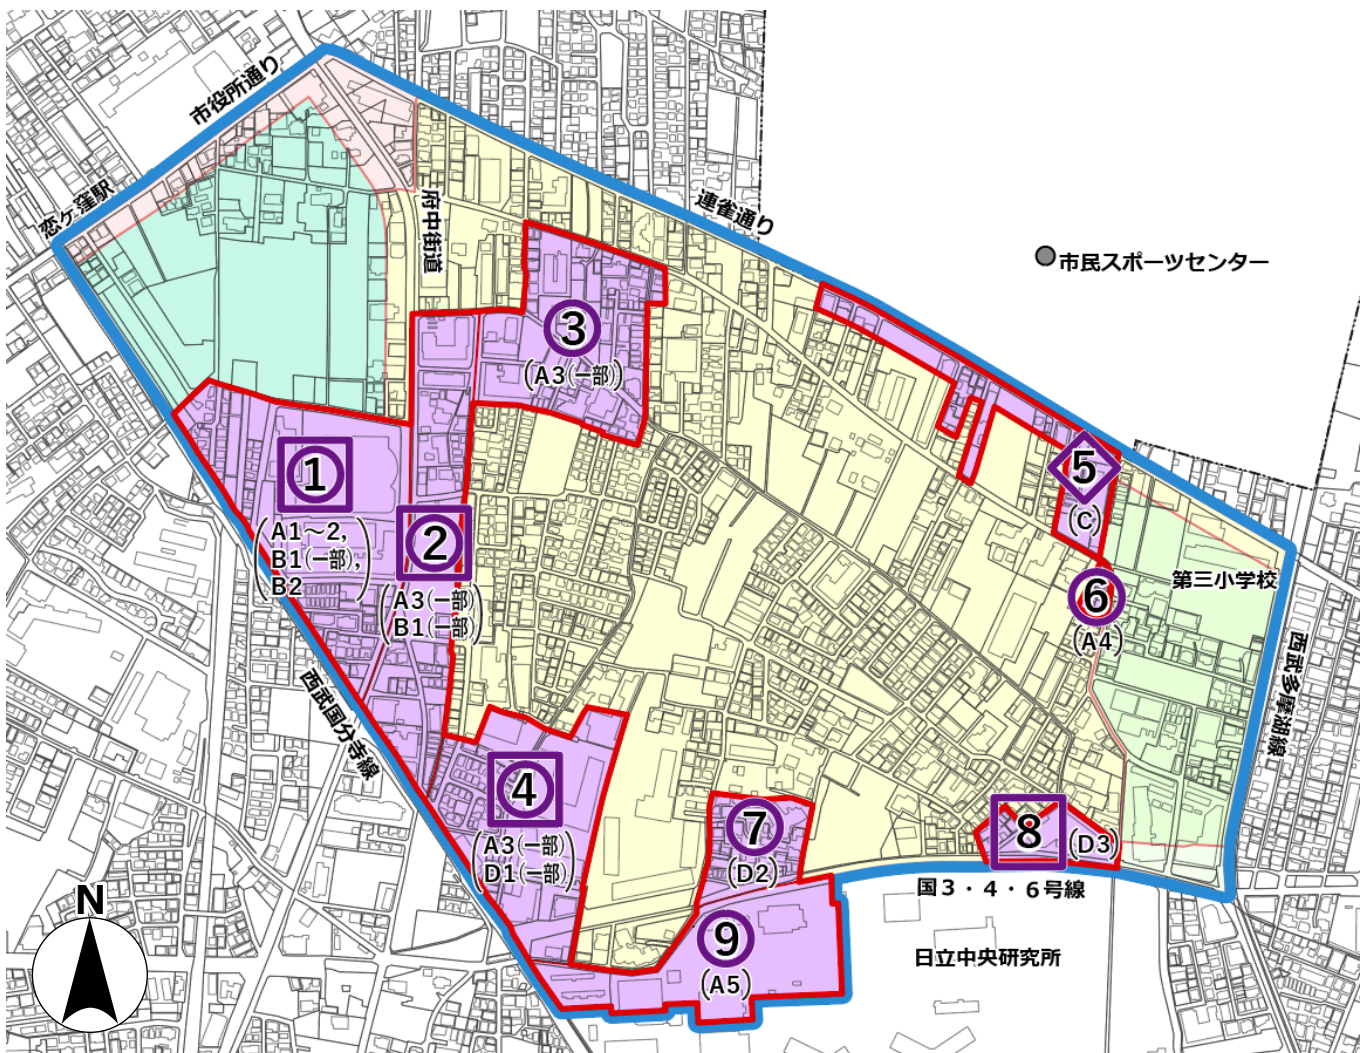 市役所通り
恋ケ窪駅
府中街道
連雀通り
市民スポーツセンター
3
(A3(一部))
1
(A1～2,
B1(一部),
B2)
2
(A3(一部)
B1(一部))
5
(C)
第三小学校
6
(A4)
西武国分寺線
西武多摩湖線
4
(A3(一部)
D1(一部))
7
(D2)
8
(D3)
国3・4・6号線
9
(A5)
日立中央研究所
N